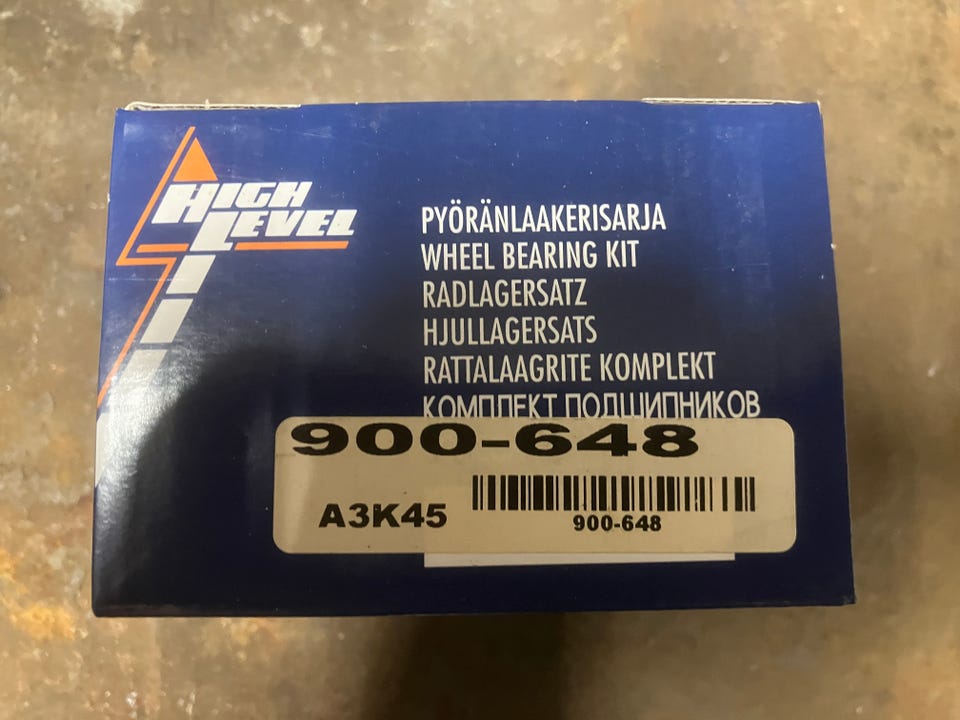 HIGH
LEVEL
PYÖRÄNLAAKERISARJA
WHEEL BEARING KIT
RADLAGERSATZ
HJULLAGERSATS
RATTALAAGRITE KOMPLEKT
КОМПЛЕКТ ПОДШИПНИКОВ
900-648
A3K45
900-648